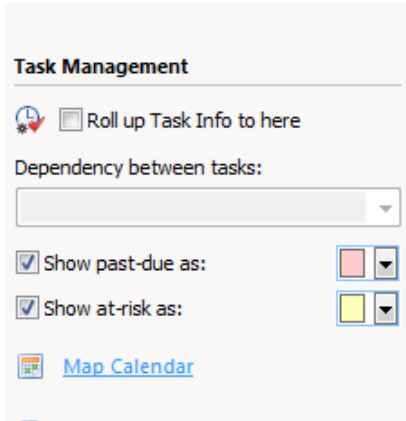 Task Management
Roll up Task Info to here
Dependency between tasks:
Show past-due as:
Show at-risk as:
Map Calendar